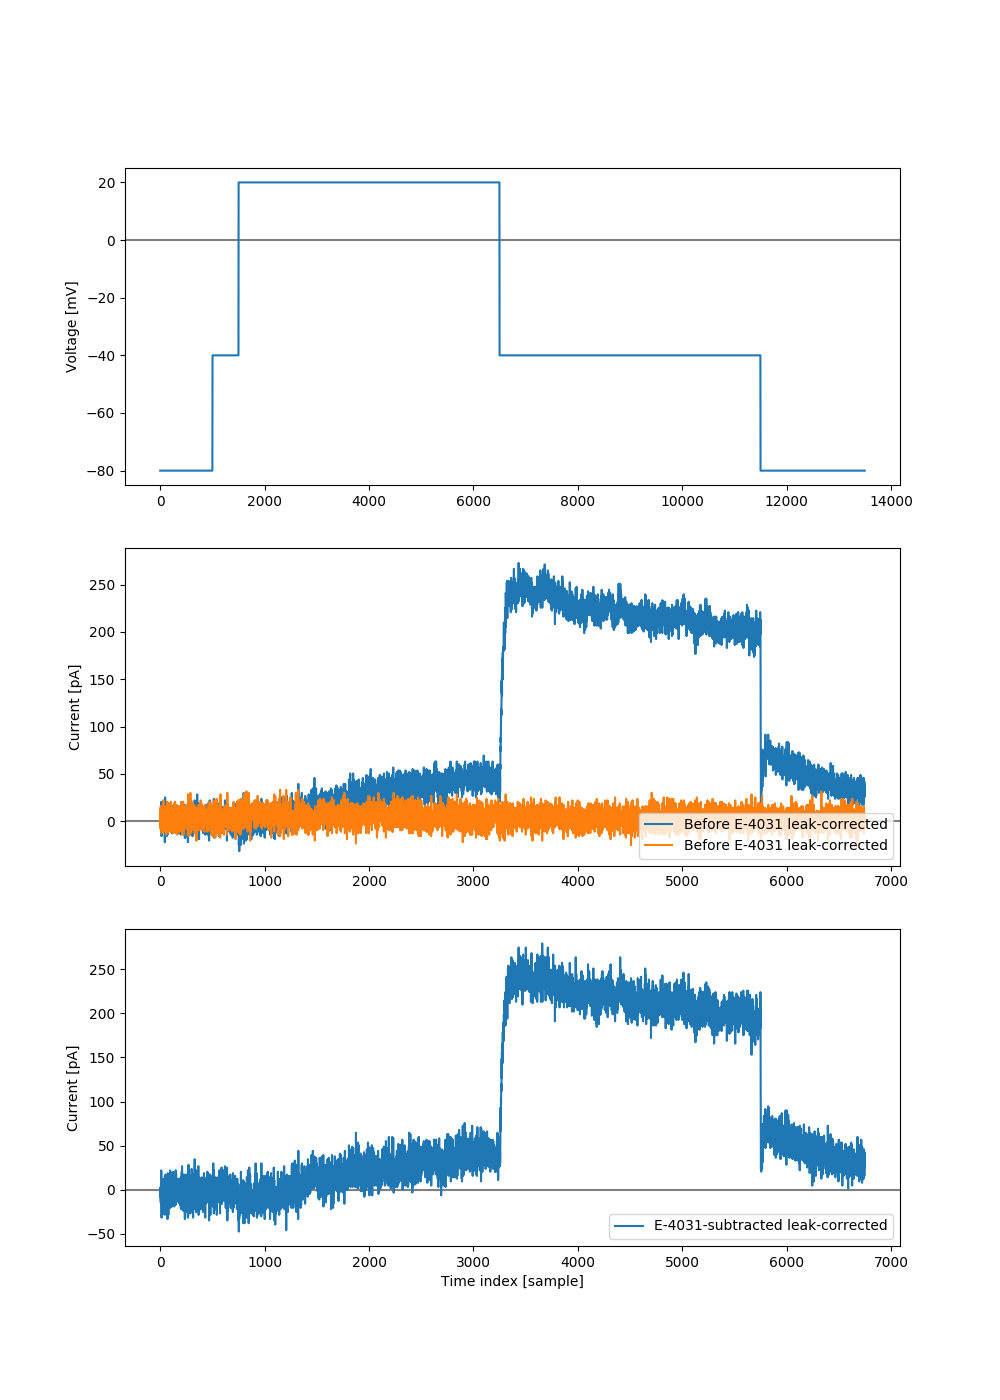 20
0
−20
−40
−60
−80
Voltage [mV]
0 2000 4000 6000 8000 10000 12000 14000
250
200
150
100
50
0
Current [pA]
Before E-4031 leak-corrected
Before E-4031 leak-corrected
0 1000 2000 3000 4000 5000 6000 7000
250
200
150
100
50
0
−50
Current [pA]
E-4031-subtracted leak-corrected
0 1000 2000 3000 4000 5000 6000 7000
Time index [sample]